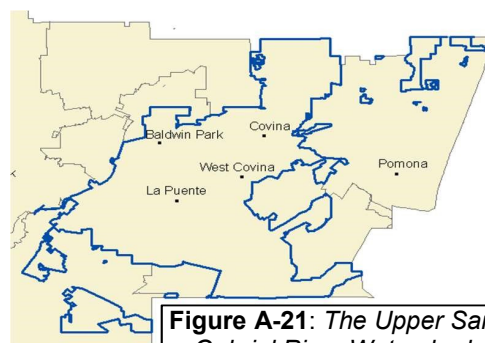 Baldwin Park
Covina
West Covina
Pomona
La Puente
Figure A-21: The Upper San
Gabriel River Watershed